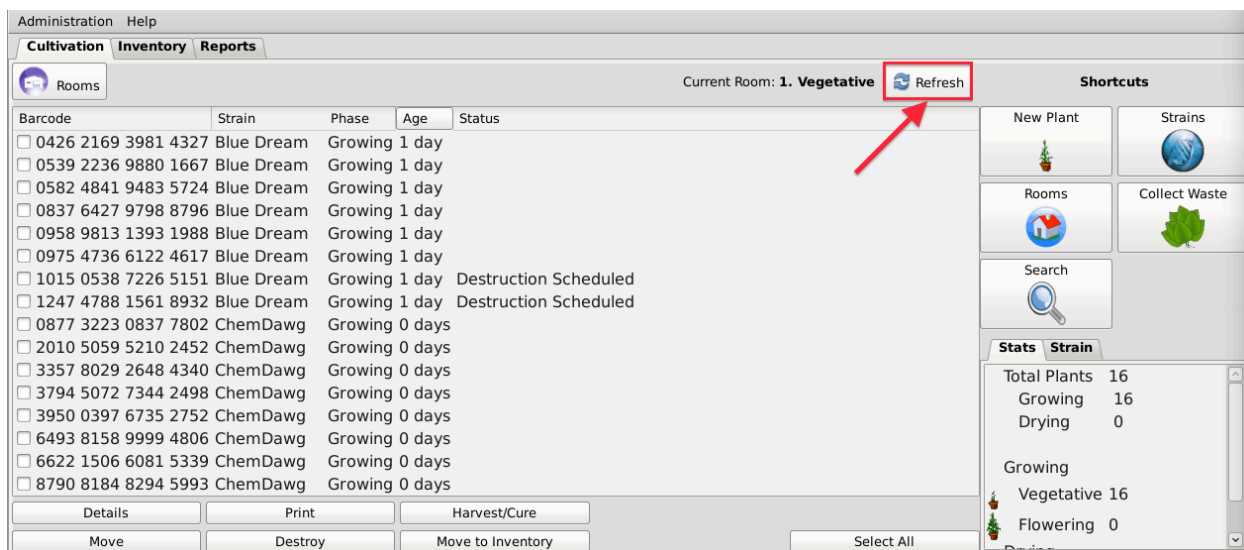 Administration Help
Cultivation Inventory Reports
Rooms Current Room: 1. Vegetative Refresh Shortcuts
Barcode Strain Phase Age Status
0426 2169 3981 4327 Blue Dream Growing 1 day
0539 2236 9880 1667 Blue Dream Growing 1 day
0582 4841 9483 5724 Blue Dream Growing 1 day
0837 6427 9798 8796 Blue Dream Growing 1 day
0958 9813 1393 1988 Blue Dream Growing 1 day
0975 4736 6122 4617 Blue Dream Growing 1 day
1015 0538 7226 5151 Blue Dream Growing 1 day Destruction Scheduled
1247 4788 1561 8932 Blue Dream Growing 1 day Destruction Scheduled
0877 3223 0837 7802 ChemDawg Growing 0 days
2010 5059 5210 2452 ChemDawg Growing 0 days
3357 8029 2648 4340 ChemDawg Growing 0 days
3794 5072 7344 2498 ChemDawg Growing 0 days
3950 0397 6735 2752 ChemDawg Growing 0 days
6493 8158 9999 4806 ChemDawg Growing 0 days
6622 1506 6081 5339 ChemDawg Growing 0 days
8790 8184 8294 5993 ChemDawg Growing 0 days
Details Print Harvest/Cure
Move Destroy Move to Inventory Select All
New Plant Strains
Rooms Collect Waste
Search
Stats Strain
Total Plants 16
Growing 16
Drying 0
Growing
Vegetative 16
Flowering 0
Drying